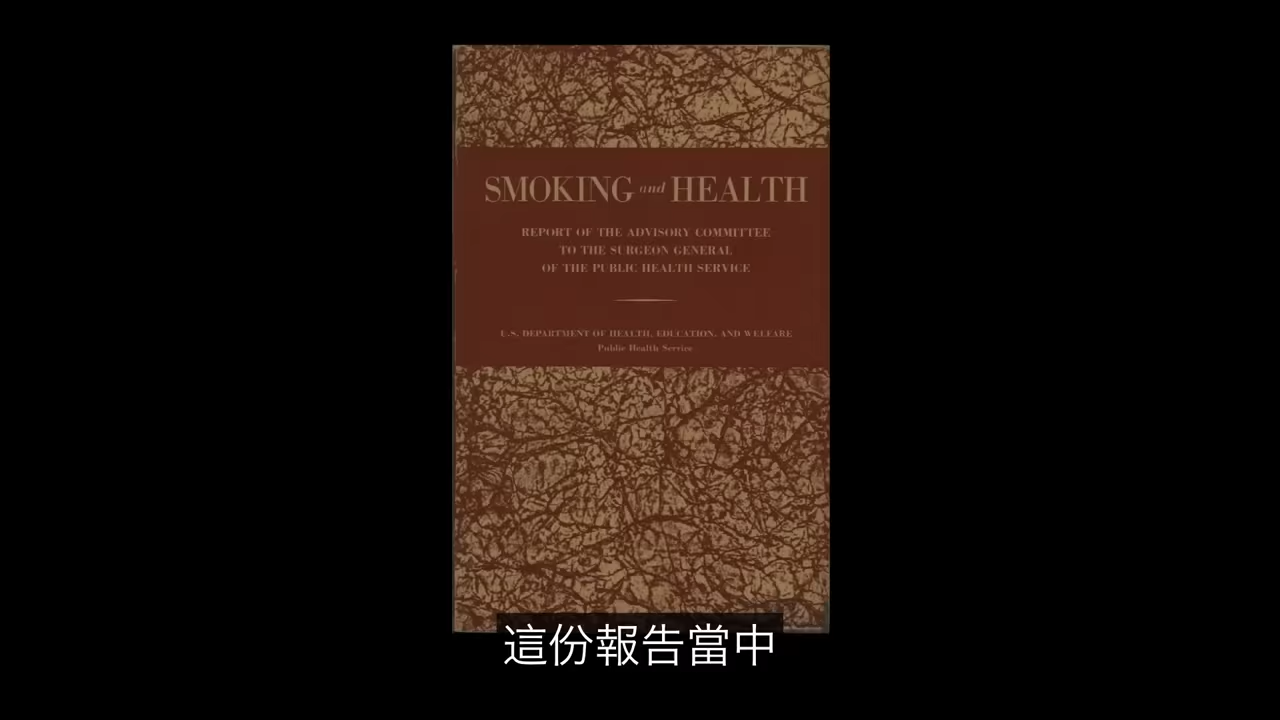 SMOKING and HEALTH
REPORT OF THE ADVISORY COMMITTEE
TO THE SURGEON GENERAL
OF THE PUBLIC HEALTH SERVICE
U.S. DEPARTMENT OF HEALTH, EDUCATION, AND WELFARE
Public Health Service
這份報告當中